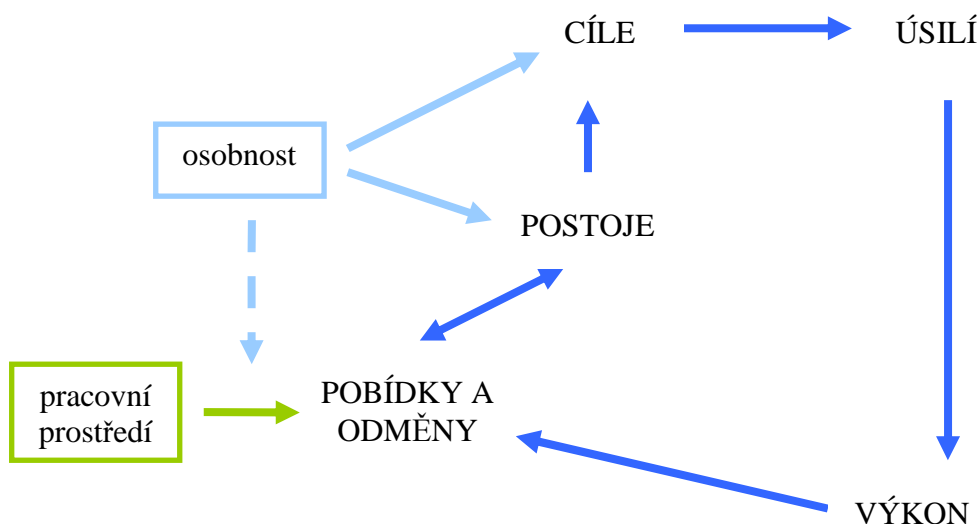 CÍLE
ÚSILÍ
osobnost
POSTOJE
pracovní
prostředí
POBÍDKY A
ODMĚNY
VÝKON